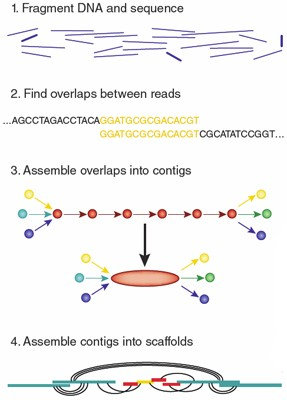 1. Fragment DNA and sequence
2. Find overlaps between reads
...AGCCTAGACCTACAGGATGCGCGACACGT
GGATGCGCGACACGTCGCATATCCGGT...
3. Assemble overlaps into contigs
4. Assemble contigs into scaffolds